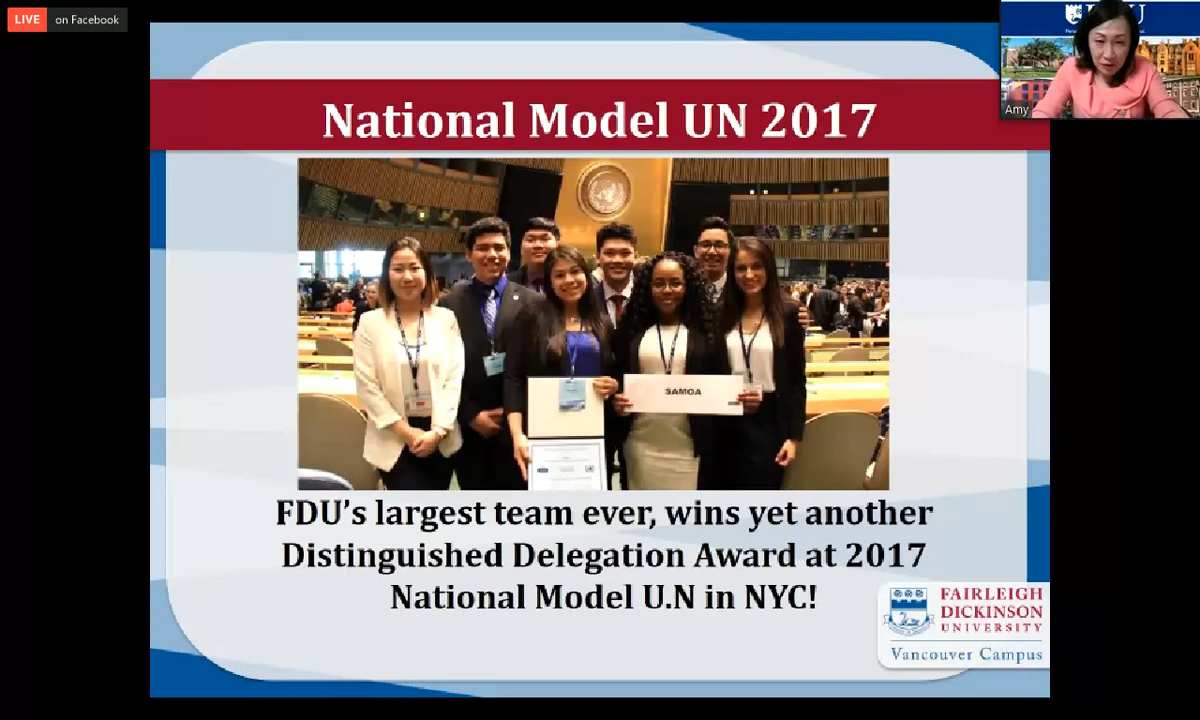 LIVE on Facebook
Amy
National Model UN 2017
SAMOA
FDU's largest team ever, wins yet another
Distinguished Delegation Award at 2017
National Model U.N in NYC!
FAIRLEIGH
DICKINSON
UNIVERSITY
Vancouver Campus